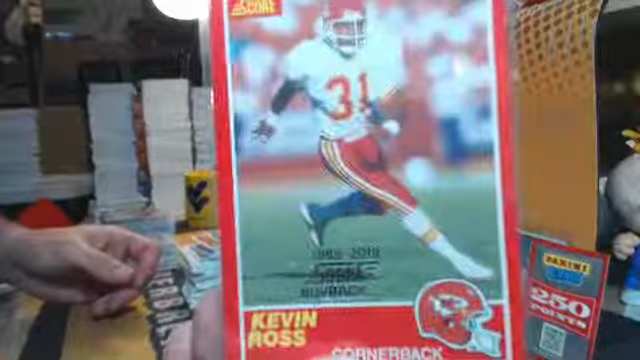 SCORE
31
1989-2019
SCORE
BUYBACK
KEVIN
ROSS
CORNERBACK
PANINI
250
POINTS